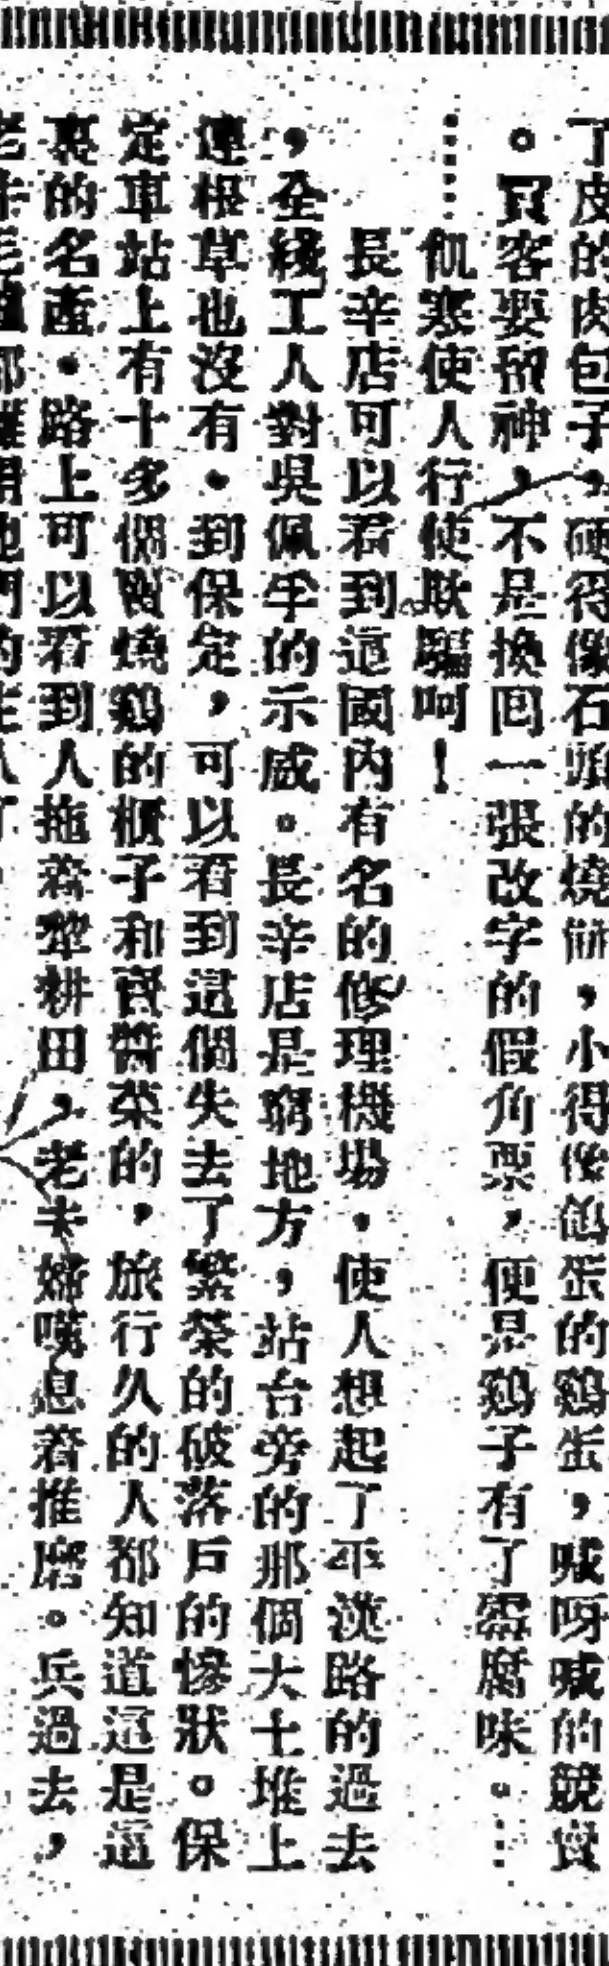 了皮的肉包子，硬得像石頭的燒餅，小得像鴿蛋的鷄蛋，喊呀喊的競賣
。買客要留神，不是換回一張改字的假角票，便是鷄子有了霉腐味。……
……飢寒使人行使欺騙呵！
長辛店可以看到這國內有名的修理機場，使人想起了平漢路的過去
，全綫工人對吳佩孚的示威。長辛店是窮地方，站台旁的那個大土堆上
連根草也沒有。到保定，可以看到這個失去了繁榮的破落戶的慘狀。保
定車站上有十多個賣燒鷄的櫃子和賣醬菜的，旅行久的人都知道這是這
裏的名產。路上可以看到人拖着犂耕田，老夫婦嘆息着推磨。兵過去，